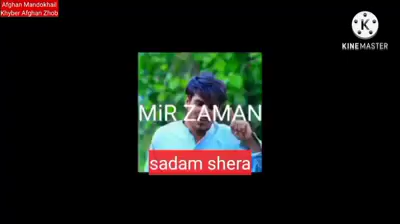 Afghan Mandokhail
Khyber Afghan Zhob
K
KINEMASTER
MiR ZAMAN
sadam shera